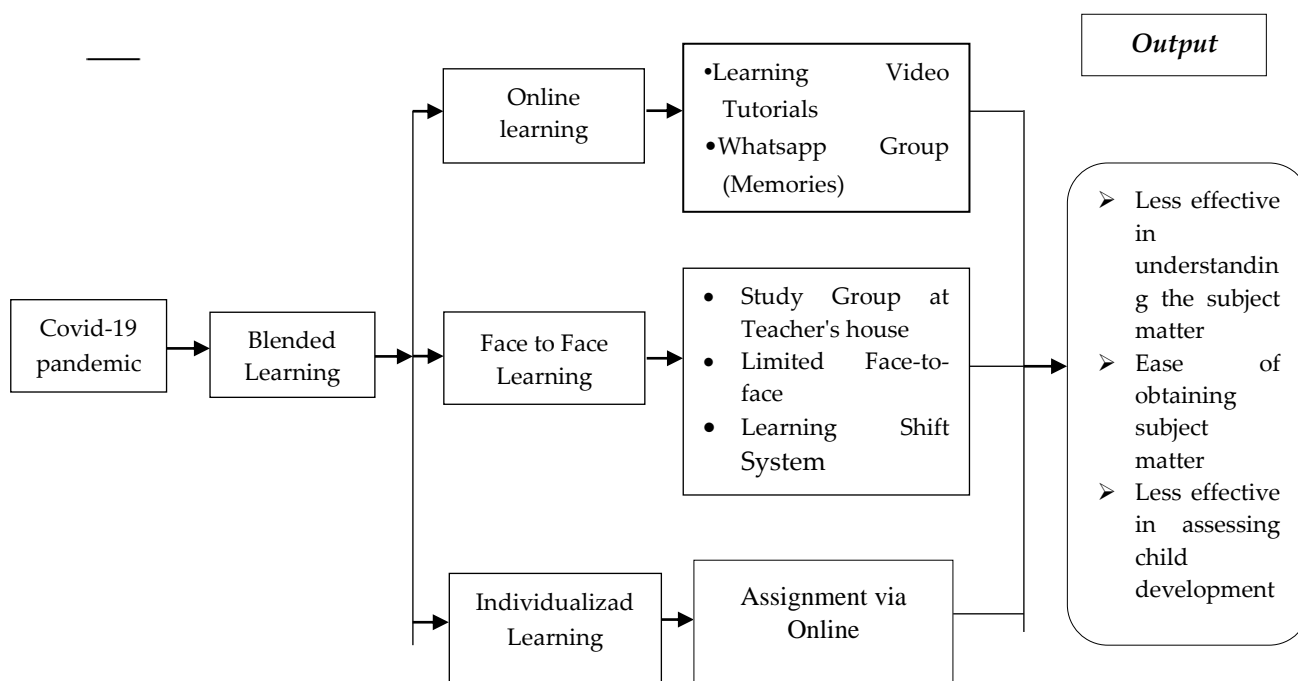 Output
Online
learning
•Learning Video
Tutorials
•Whatsapp Group
(Memories)
Covid-19
pandemic
Blended
Learning
Face to Face
Learning
• Study Group at
Teacher's house
• Limited Face-to-
face
• Learning Shift
System
Individualizad
Learning
Assignment via
Online
➢ Less effective
in
understandin
g the subject
matter
➢ Ease of
obtaining
subject
matter
➢ Less effective
in assessing
child
development